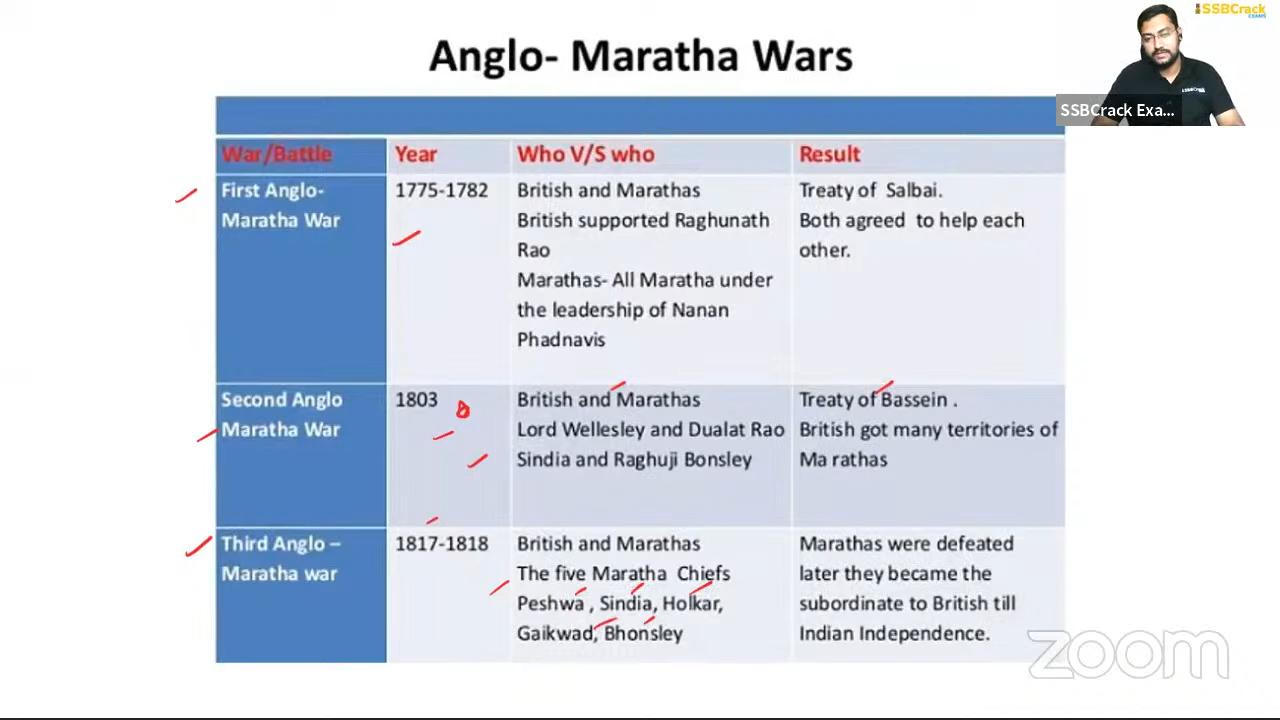 SSBCrack
EXAMS
Anglo- Maratha Wars
SSBCrack Exa...
War/Battle
Year
Who V/S who
Result
First Anglo-
Maratha War
1775-1782
British and Marathas
British supported Raghunath
Rao
Marathas- All Maratha under
the leadership of Nanan
Phadnavis
Treaty of Salbai.
Both agreed to help each
other.
Second Anglo
Maratha War
1803
British and Marathas
Lord Wellesley and Dualat Rao
Sindia and Raghuji Bonsley
Treaty of Bassein .
British got many territories of
Ma rathas
Third Anglo –
Maratha war
1817-1818
British and Marathas
The five Maratha Chiefs
Peshwa , Sindia, Holkar,
Gaikwad, Bhonsley
Marathas were defeated
later they became the
subordinate to British till
Indian Independence.
zoom